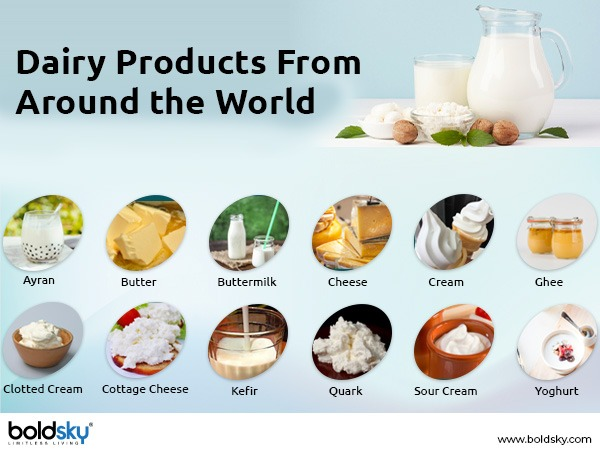 Dairy Products From
Around the World
Ayran
Butter
Buttermilk
Cheese
Cream
Ghee
Clotted Cream
Cottage Cheese
Kefir
Quark
Sour Cream
Yoghurt
boldsky®
LIMITLESS LIVING
www.boldsky.com